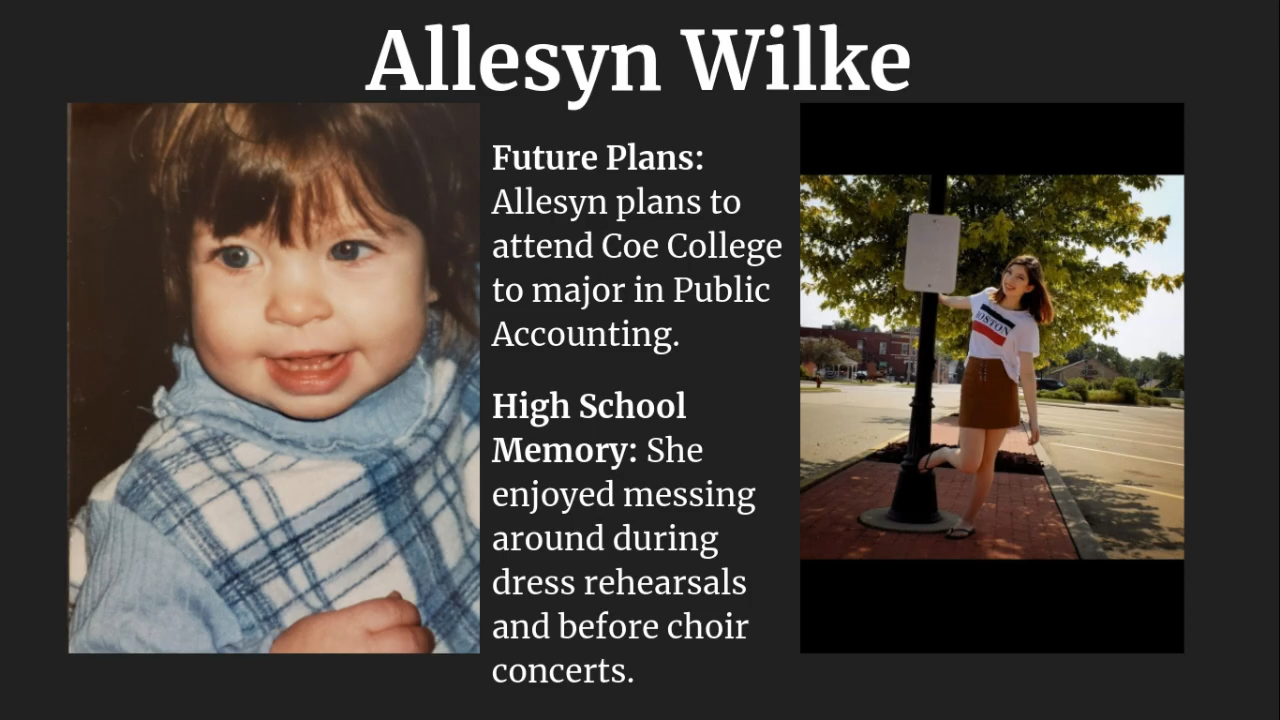 Allesyn Wilke
Future Plans:
Allesyn plans to
attend Coe College
to major in Public
Accounting.
High School
Memory: She
enjoyed messing
around during
dress rehearsals
and before choir
concerts.
BOSTON